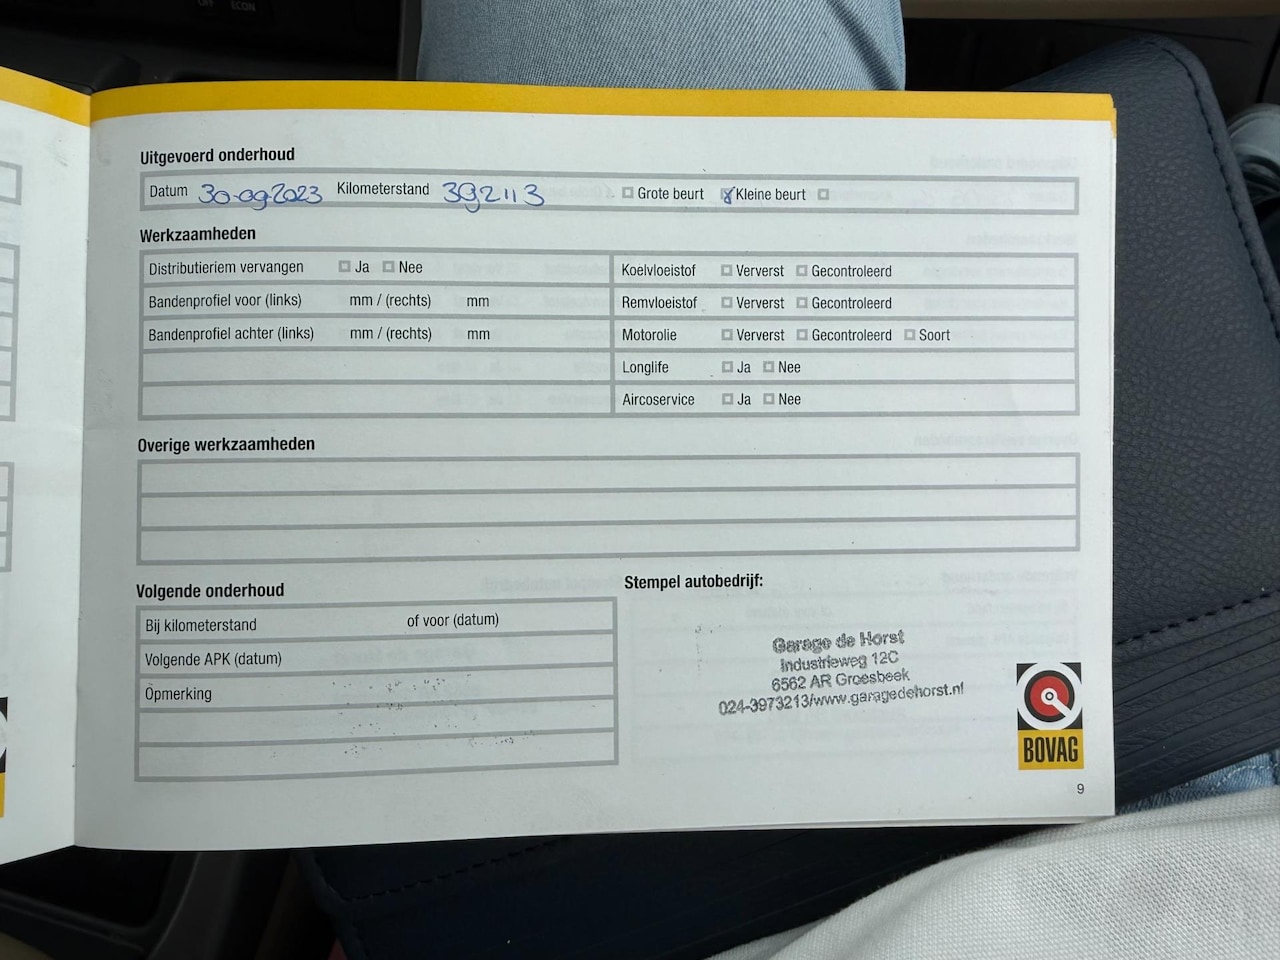 OFF ECON
Uitgevoerd onderhoud
Datum 30-09-2023 Kilometerstand 392113 Grote beurt Kleine beurt
Werkzaamheden
Distributieriem vervangen Ja Nee
Koelvloeistof Ververst Gecontroleerd
Bandenprofiel voor (links) mm / (rechts) mm
Remvloeistof Ververst Gecontroleerd
Bandenprofiel achter (links) mm / (rechts) mm
Motorolie Ververst Gecontroleerd Soort
Longlife Ja Nee
Aircoservice Ja Nee
Overige werkzaamheden
Volgende onderhoud
Bij kilometerstand of voor (datum)
Volgende APK (datum)
Opmerking
Stempel autobedrijf:
Garage de Horst
Industrieweg 12C
6562 AR Groesbeek
024-3973213/www.garagedehorst.nl
BOVAG
9